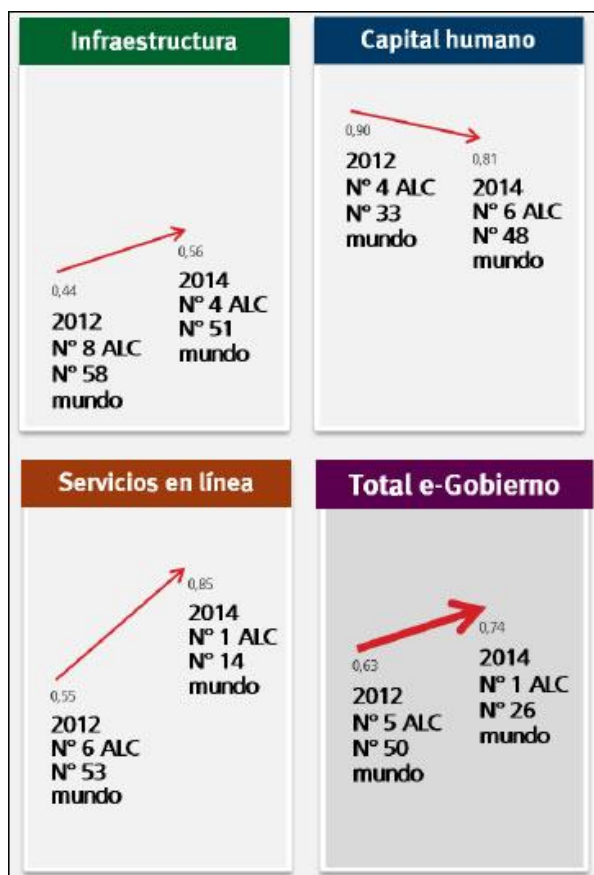 Infraestructura
0,44
2012
Nº 8 ALC
Nº 58
mundo
0,56
2014
Nº 4 ALC
Nº 51
mundo
Capital humano
0,90
2012
Nº 4 ALC
Nº 33
mundo
0,81
2014
Nº 6 ALC
Nº 48
mundo
Servicios en línea
0,55
2012
Nº 6 ALC
Nº 53
mundo
0,85
2014
Nº 1 ALC
Nº 14
mundo
Total e-Gobierno
0,63
2012
Nº 5 ALC
Nº 50
mundo
0,74
2014
Nº 1 ALC
Nº 26
mundo